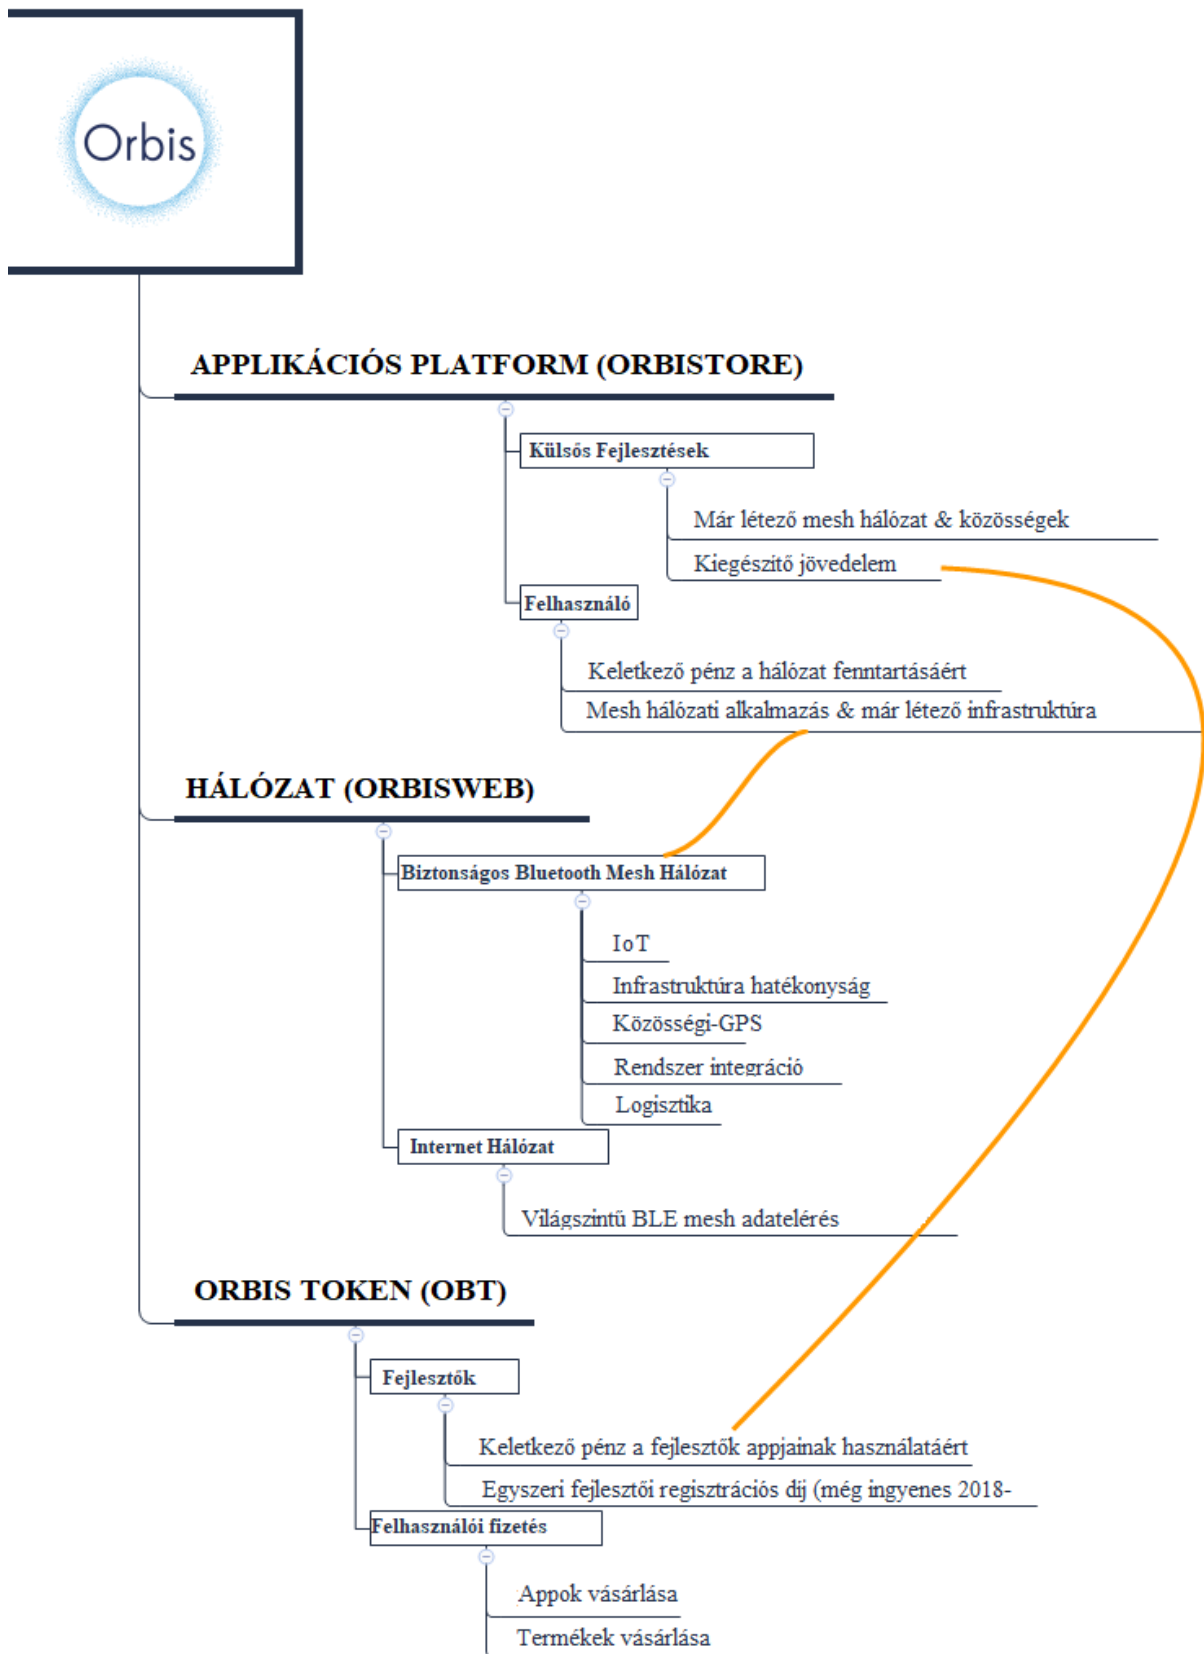 Orbis
APPLIKÁCIÓS PLATFORM (ORBISTORE)
Külsős Fejlesztések
Már létező mesh hálózat & közösségek
Kiegészítő jövedelem
Felhasználó
Keletkező pénz a hálózat fenntartásáért
Mesh hálózati alkalmazás & már létező infrastruktúra
HÁLÓZAT (ORBISWEB)
Biztonságos Bluetooth Mesh Hálózat
IoT
Infrastruktúra hatékonyság
Közösségi-GPS
Rendszer integráció
Logisztika
Internet Hálózat
Világszintű BLE mesh adatelérés
ORBIS TOKEN (OBT)
Fejlesztők
Keletkező pénz a fejlesztők appjainak használatáért
Egyszeri fejlesztői regisztrációs díj (még ingyenes 2018-
Felhasználói fizetés
Appok vásárlása
Termékek vásárlása